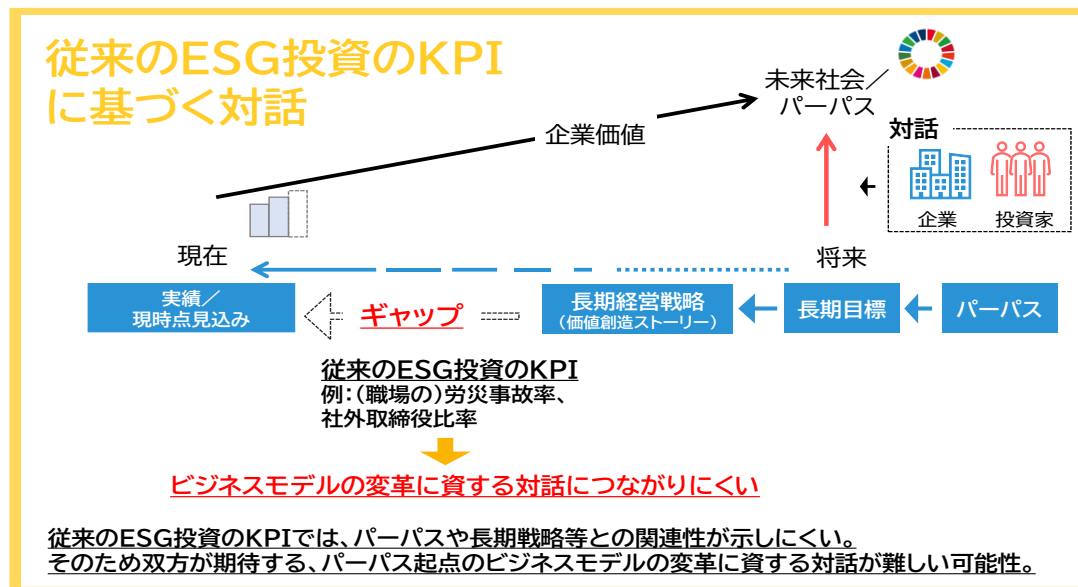 従来のESG投資のKPI
に基づく対話
未来社会／
パーパス
企業価値
対話
企業
投資家
現在
将来
実績／
現時点見込み
ギャップ
長期経営戦略
（価値創造ストーリー）
長期目標
パーパス
従来のESG投資のKPI
例：（職場の）労災事故率、
社外取締役比率
ビジネスモデルの変革に資する対話につながりにくい
従来のESG投資のKPIでは、パーパスや長期戦略等との関連性が示しにくい。
そのため双方が期待する、パーパス起点のビジネスモデルの変革に資する対話が難しい可能性。